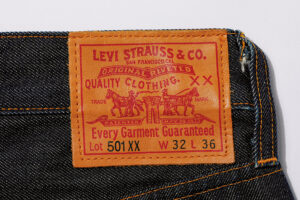 LEVI STRAUSS & CO.
SAN FRANCISCO CAL.
ORIGINAL RIVETED
QUALITY CLOTHING. XX
TRADE MARK
Every Garment Guaranteed
Lot 501XX W 32 L 36